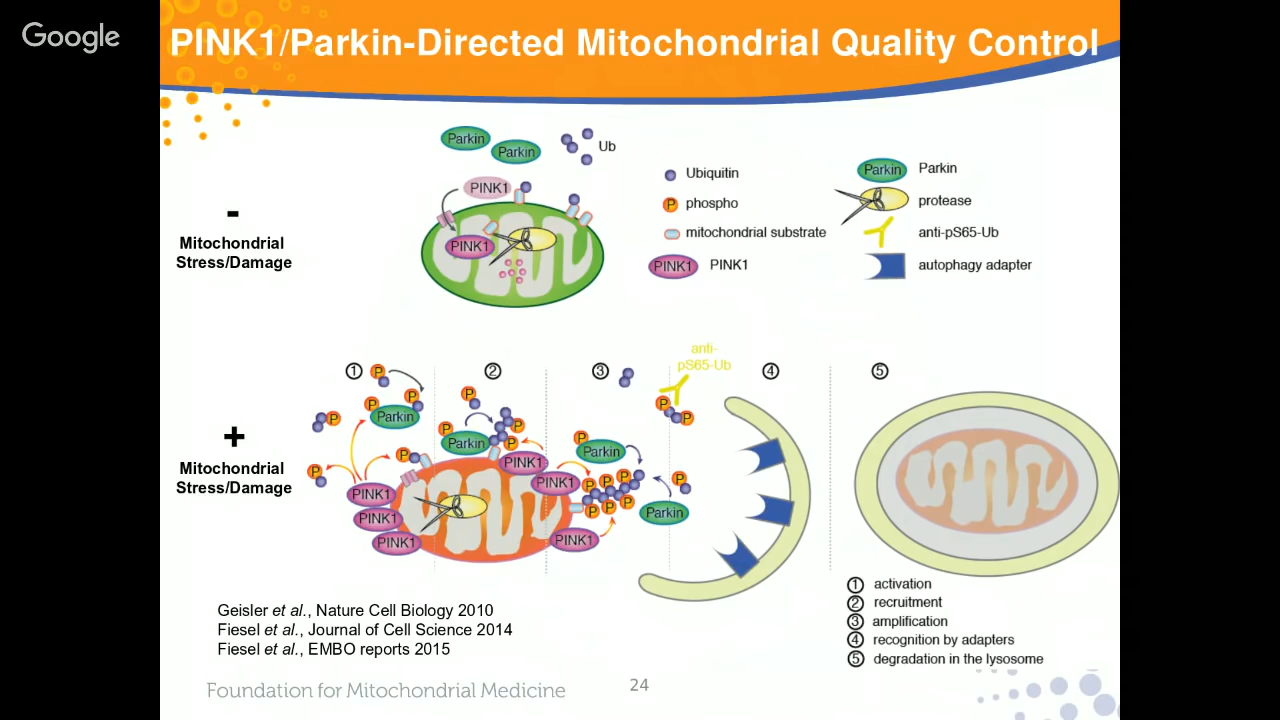 Google
PINK1/Parkin-Directed Mitochondrial Quality Control
Parkin
Parkin
Ub
PINK1
PINK1
-
Mitochondrial
Stress/Damage
Ubiquitin
P phospho
mitochondrial substrate
PINK1 PINK1
Parkin Parkin
protease
anti-pS65-Ub
autophagy adapter
+
Mitochondrial
Stress/Damage
1
P
P
P
Parkin
P
P
P
PINK1
PINK1
PINK1
2
P
P
P
Parkin
P
PINK1
PINK1
PINK1
3
P
Parkin
P
P
P
P
P
P
P
P
Parkin
anti-
pS65-Ub
P
P
4
5
1 activation
2 recruitment
3 amplification
4 recognition by adapters
5 degradation in the lysosome
Geisler et al., Nature Cell Biology 2010
Fiesel et al., Journal of Cell Science 2014
Fiesel et al., EMBO reports 2015
Foundation for Mitochondrial Medicine
24